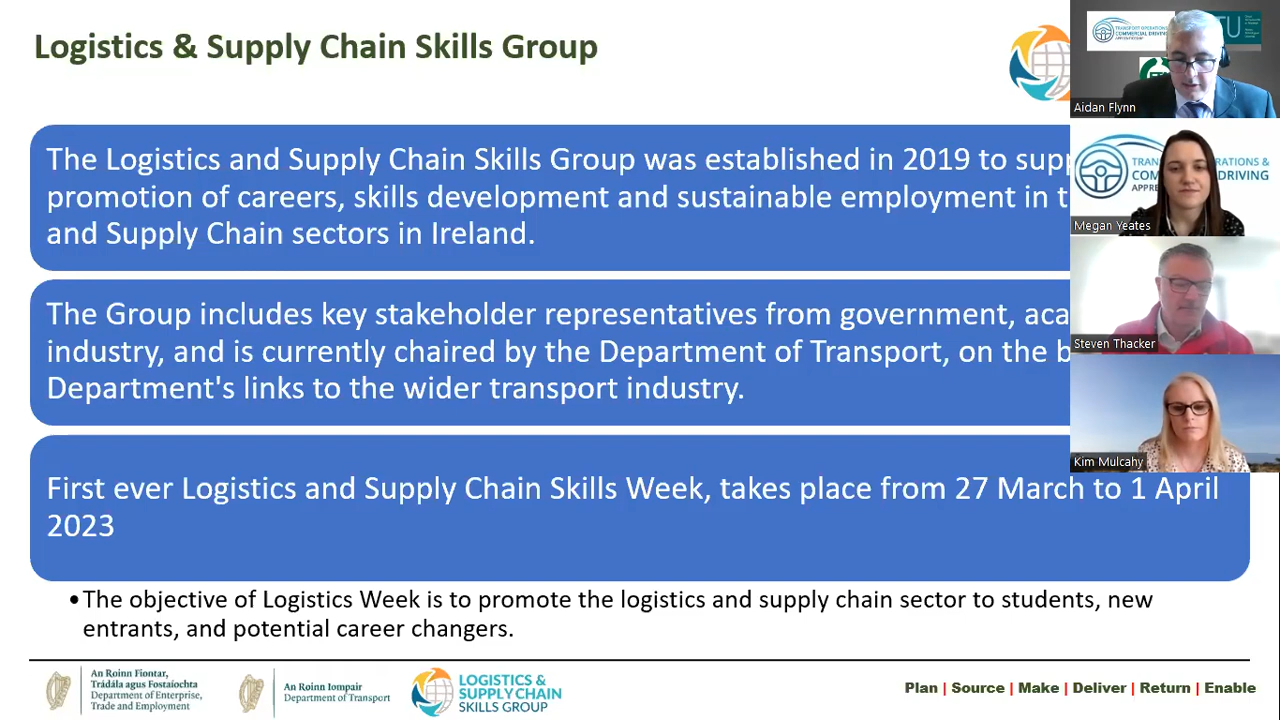 Logistics & Supply Chain Skills Group
The Logistics and Supply Chain Skills Group was established in 2019 to
promotion of careers, skills development and sustainable employment in
and Supply Chain sectors in Ireland.
The Group includes key stakeholder representatives from government,
industry, and is currently chaired by the Department of Transport, on the
Department's links to the wider transport industry.
First ever Logistics and Supply Chain Skills Week, takes place from 27 March to 1 April
2023
•The objective of Logistics Week is to promote the logistics and supply chain sector to students, new
entrants, and potential career changers.
An Roinn Fiontar,
Trádála agus Fostaíochta
Department of Enterprise,
Trade and Employment
An Roinn Iompair
Department of Transport
LOGISTICS &
SUPPLY CHAIN
SKILLS GROUP
Plan | Source | Make | Deliver | Return | Enable
Aidan Flynn
Megan Yeates
Steven Thacker
Kim Mulcahy